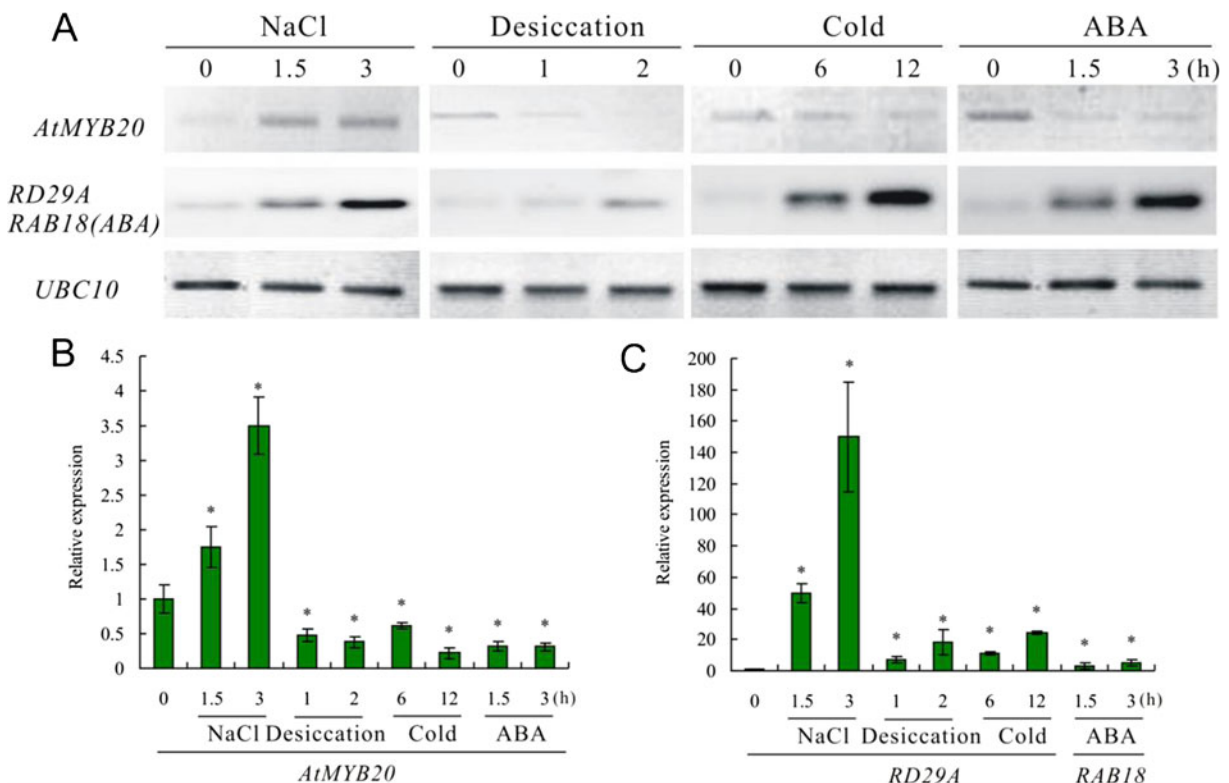 A
NaCl Desiccation Cold ABA
0 1.5 3 0 1 2 0 6 12 0 1.5 3 (h)
AtMYB20
RD29A
RAB18(ABA)
UBC10
B
4.5
4
3.5
3
2.5
2
1.5
1
0.5
0
Relative expression
* * * * * * * *
0 1.5 3 1 2 6 12 1.5 3 (h)
NaCl Desiccation Cold ABA
AtMYB20
C
200
180
160
140
120
100
80
60
40
20
0
Relative expression
* * * * * * * *
0 1.5 3 1 2 6 12 1.5 3 (h)
NaCl Desiccation Cold ABA
RD29A RAB18